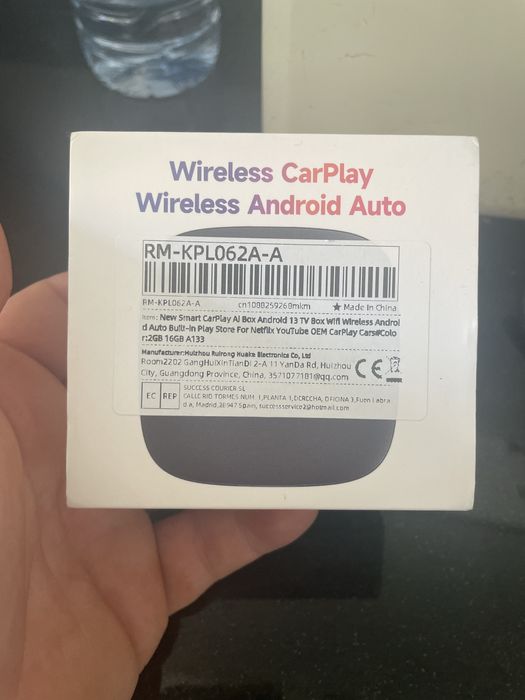 Wireless CarPlay
Wireless Android Auto
RM-KPL062A-A
RM-KPL062A-A cn1088259268mkm ★ Made In China
Item: New Smart CarPlay Ai Box Android 13 TV Box Wifi Wireless Androi
d Auto Built-in Play Store For Netflix YouTube OEM CarPlay Cars#Colo
r:2GB 16GB A133
Manufacturer:Huizhou Ruirong Huake Electronics Co, Ltd
Room2202 GangHuiXinTianDi 2-A 11 YanDa Rd, Huizhou
City, Guangdong Province, China, 3571077181@qq.com
CE
EC REP
SUCCESS COURIER SL
CALLE RIO TORMES NUM. 1,PLANTA 1,DCRECHA, OFICINA 3,Fuen Labra
d a, Madrid,28947 Spain, successservice2@hotmail.com